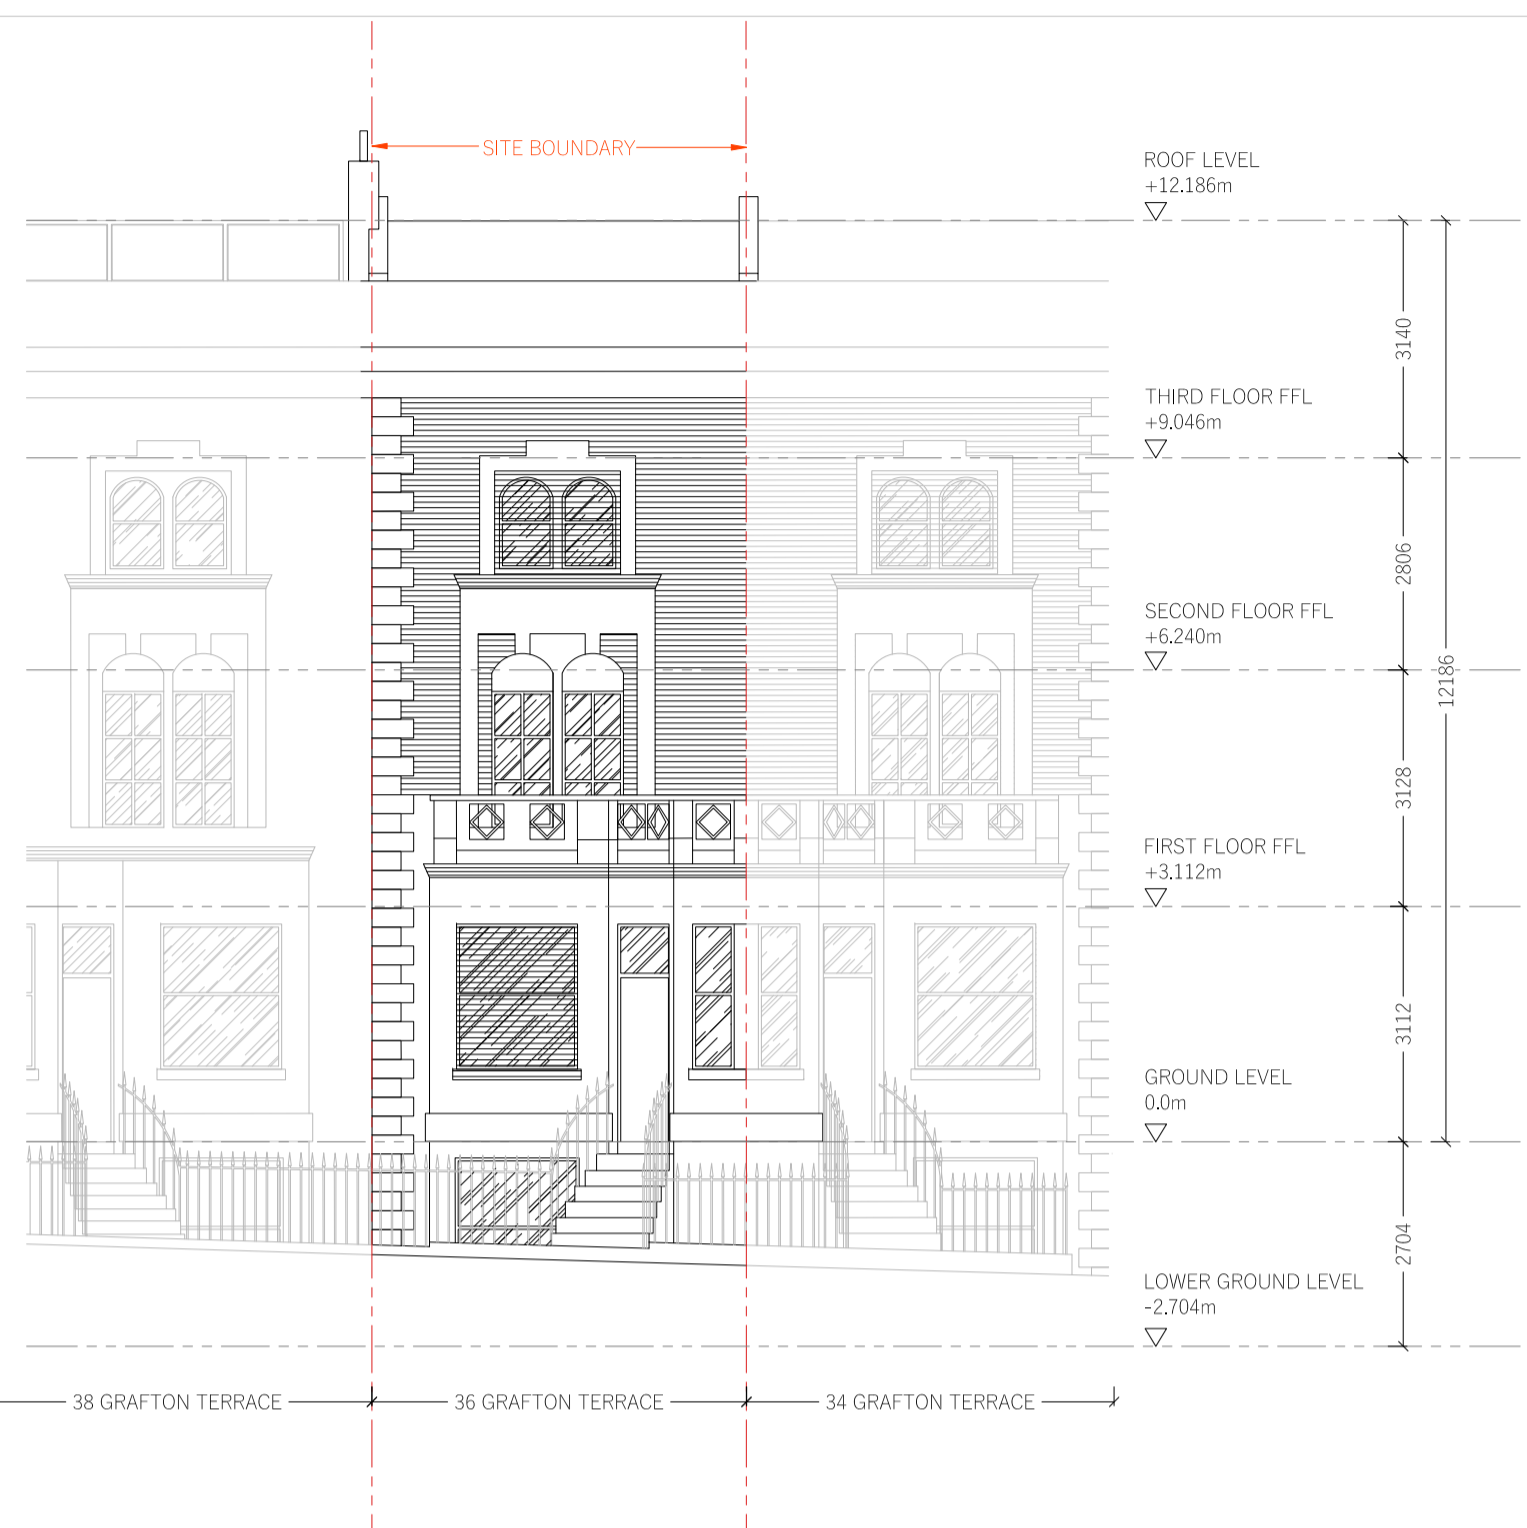 SITE BOUNDARY
ROOF LEVEL
+12.186m
3140
THIRD FLOOR FFL
+9.046m
2806
SECOND FLOOR FFL
+6.240m
12186
3128
FIRST FLOOR FFL
+3.112m
3112
GROUND LEVEL
0.0m
2704
LOWER GROUND LEVEL
-2.704m
38 GRAFTON TERRACE
36 GRAFTON TERRACE
34 GRAFTON TERRACE